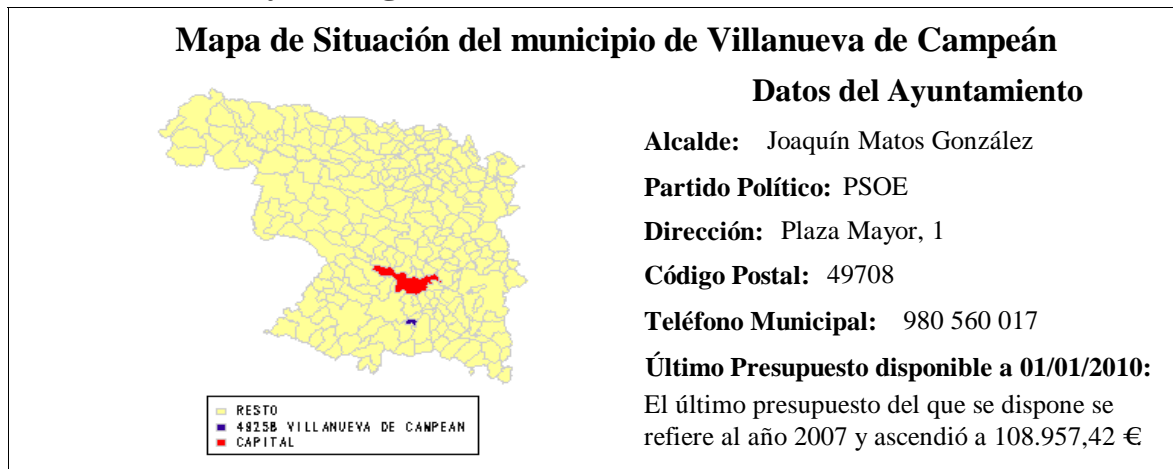 Mapa de Situación del municipio de Villanueva de Campeán
Datos del Ayuntamiento
Alcalde: Joaquín Matos González
Partido Político: PSOE
Dirección: Plaza Mayor, 1
Código Postal: 49708
Teléfono Municipal: 980 560 017
Último Presupuesto disponible a 01/01/2010:
El último presupuesto del que se dispone se
refiere al año 2007 y ascendió a 108.957,42 €
RESTO
49258 VILLANUEVA DE CAMPEAN
CAPITAL